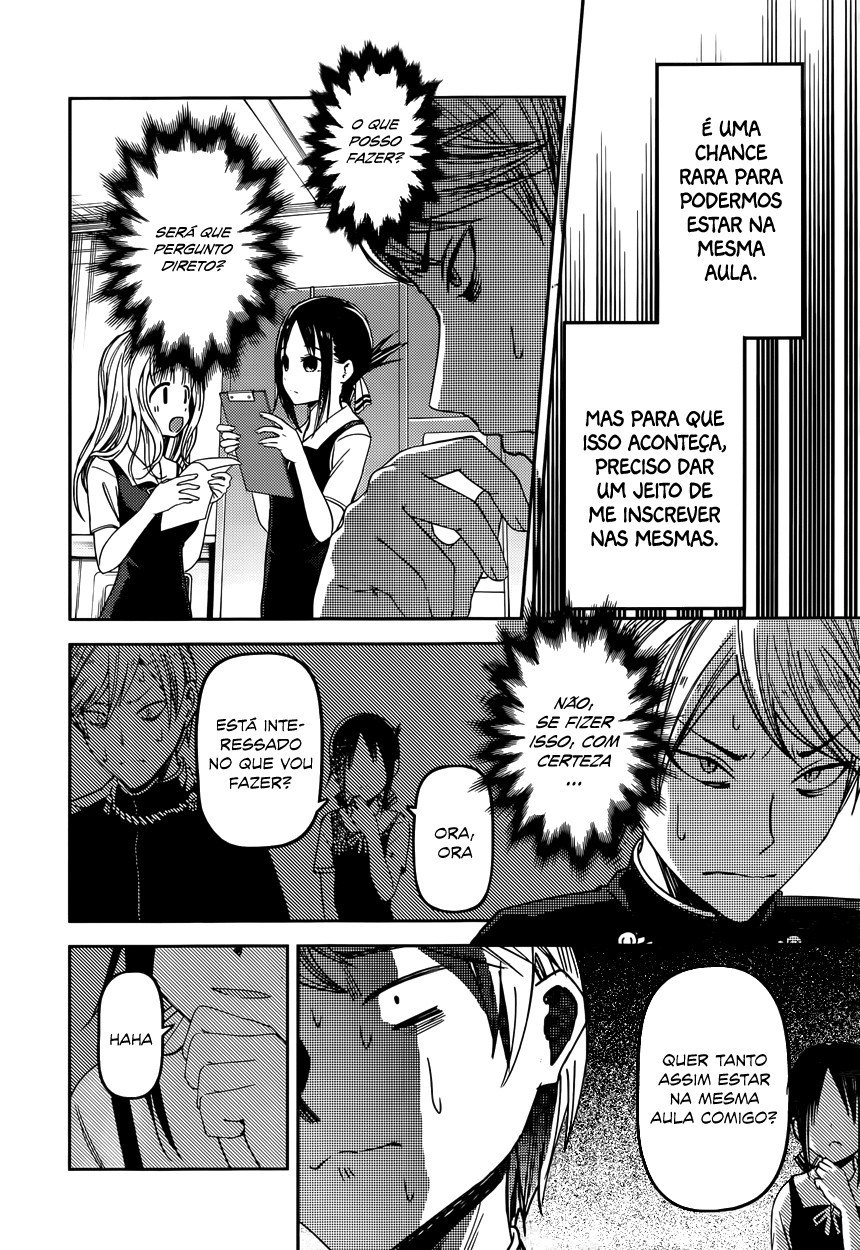 É UMA
CHANCE
RARA PARA
PODERMOS
ESTAR NA
MESMA
AULA.
MAS PARA QUE
ISSO ACONTEÇA,
PRECISO DAR
UM JEITO DE
ME INSCREVER
NAS MESMAS.
O QUE
POSSO
FAZER?
SERÁ QUE
PERGUNTO
DIRETO?
NÃO,
SE FIZER
ISSO, COM
CERTEZA
...
ORA,
ORA
ESTÁ INTE-
RESSADO
NO QUE VOU
FAZER?
QUER TANTO
ASSIM ESTAR
NA MESMA
AULA COMIGO?
HAHA